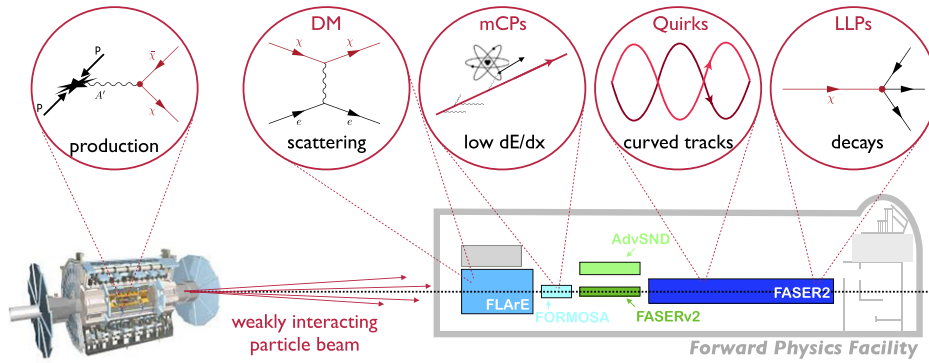 DM
mCPs
Quirks
LLPs
p
p
A′
χ̄
χ
production
χ
χ
e
e
scattering
low dE/dx
curved tracks
χ
decays
AdvSND
FLArE
FORMOSA
FASERv2
FASER2
weakly interacting
particle beam
Forward Physics Facility